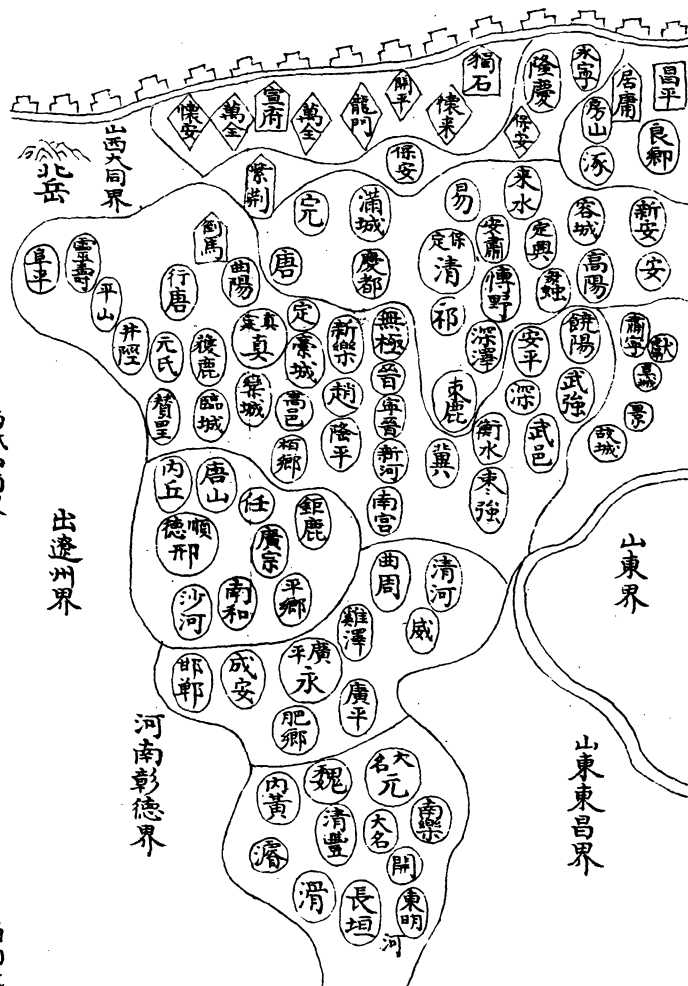 獨石
隆慶
永寧
居庸
昌平
懷安
萬全
宣府
萬全
龍門
開平
懷来
保安
房山
良鄉
涿
山西大同界
北岳
紫荆
保安
完
滿城
易
来水
容城
新安
倒馬
唐
慶都
保定
清
安肅
定興
高陽
安
阜平
靈壽
平山
行唐
曲陽
博野
祁
井陘
元氏
獲鹿
真定
真
定
藁城
新樂
無極
深澤
安平
饒陽
肅寧
獻
晉
趙
束鹿
深
武強
景
贊皇
臨城
欒城
高邑
寧晉
隆平
柏鄉
新河
冀
衡水
武邑
故城
棗強
南宫
内丘
唐山
任
鉅鹿
順德
邢
廣宗
沙河
南和
平鄉
出遼州界
山東界
曲周
清河
雞澤
威
邯鄲
成安
廣平
永
廣平
肥鄉
河南彰德界
山東東昌界
内黃
魏
大名
元
清豐
大名
南樂
濬
開
滑
長垣
東明
河